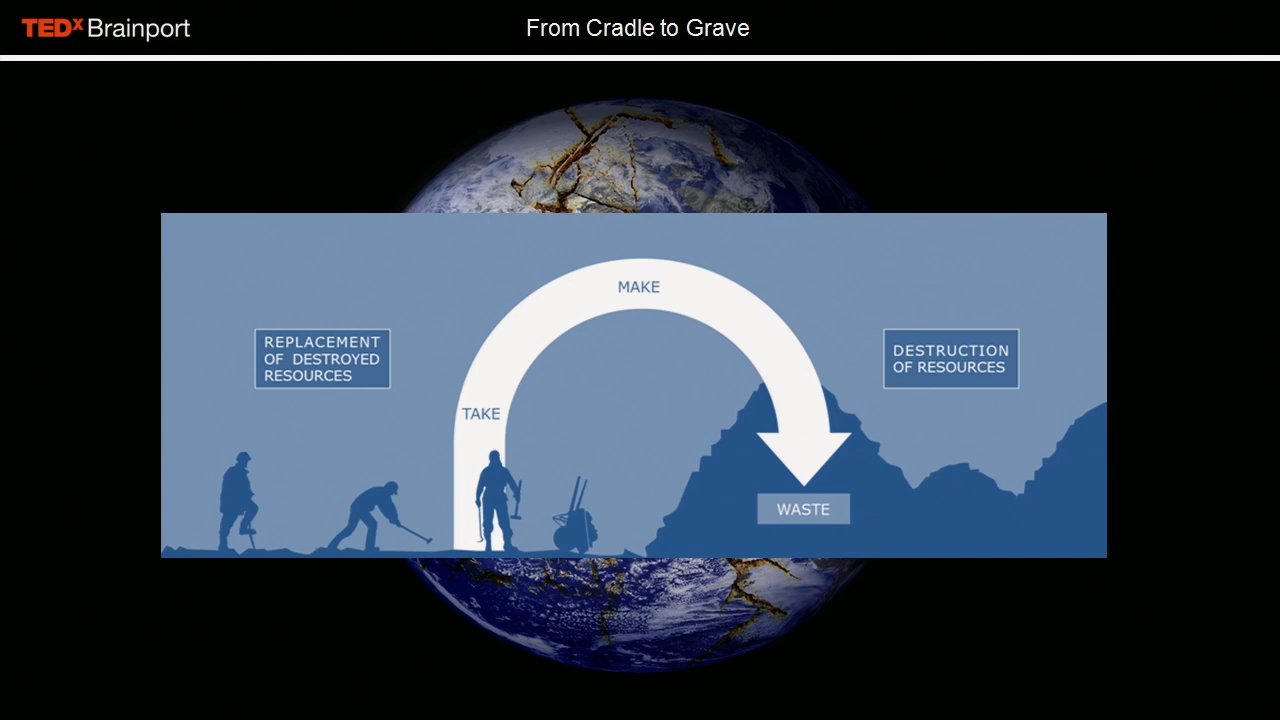 TEDx Brainport
From Cradle to Grave
MAKE
REPLACEMENT
OF DESTROYED
RESOURCES
DESTRUCTION
OF RESOURCES
TAKE
WASTE